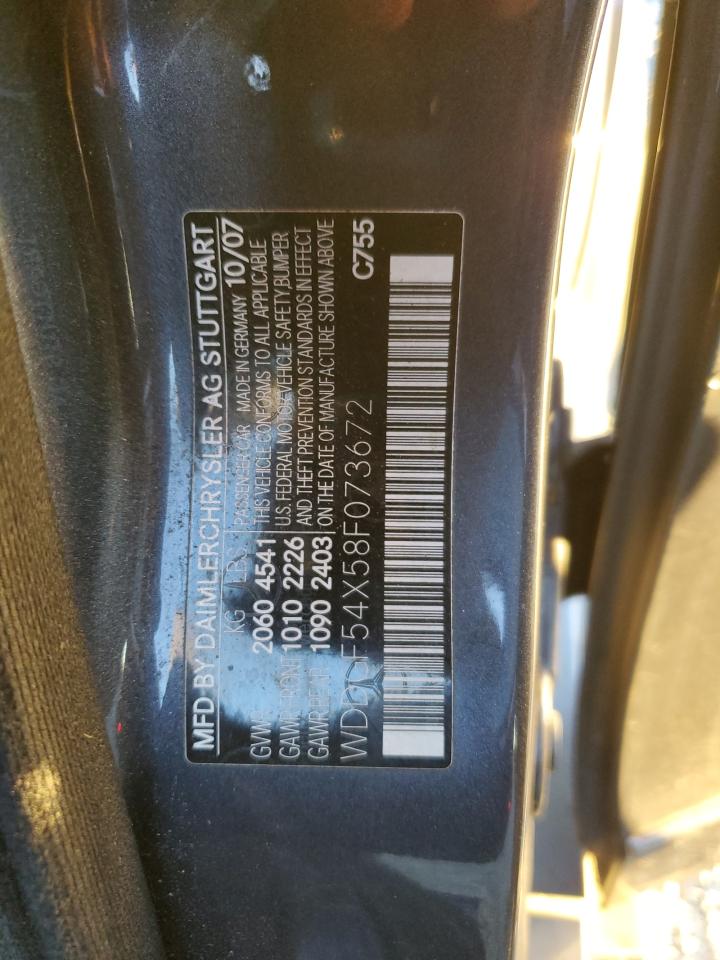 MFD BY DAIMLERCHRYSLER AG STUTTGART
KG LBS PASSENGER CAR MADE IN GERMANY 10/07
GVWR 2060 4541 THIS VEHICLE CONFORMS TO ALL APPLICABLE
GAWR FRONT 1010 2226 U.S. FEDERAL MOTOR VEHICLE SAFETY,BUMPER
AND THEFT PREVENTION STANDARDS IN EFFECT
GAWR REAR 1090 2403 ON THE DATE OF MANUFACTURE SHOWN ABOVE
F54X58F073672 C755